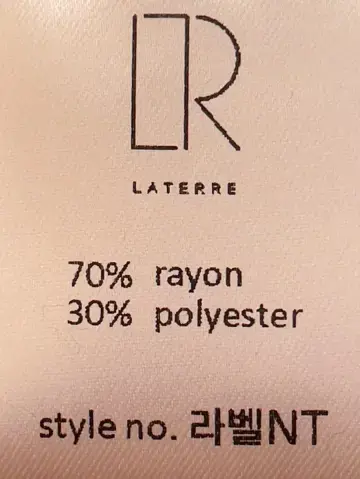 LR
LATERRE
70% rayon
30% polyester
style no. 라벨NT